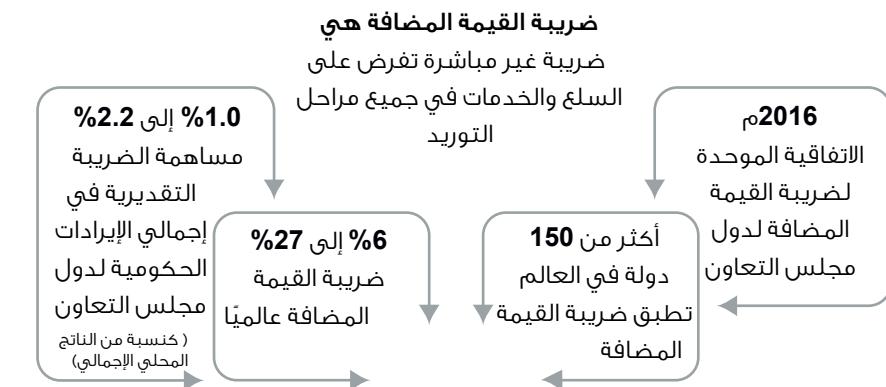 ضريبة القيمة المضافة هي
ضريبة غير مباشرة تفرض على
السلع والخدمات في جميع مراحل
التوريد
2016م
الاتفاقية الموحدة
لضريبة القيمة
المضافة لدول
مجلس التعاون
أكثر من 150
دولة في العالم
تطبق ضريبة القيمة
المضافة
%6 إلى 27%
ضريبة القيمة
المضافة عالميًا
%1.0 إلى 2.2%
مساهمة الضريبة
التقديرية في
إجمالي الإيرادات
الحكومية لدول
مجلس التعاون
( كنسبة من الناتج
المحلي الإجمالي)